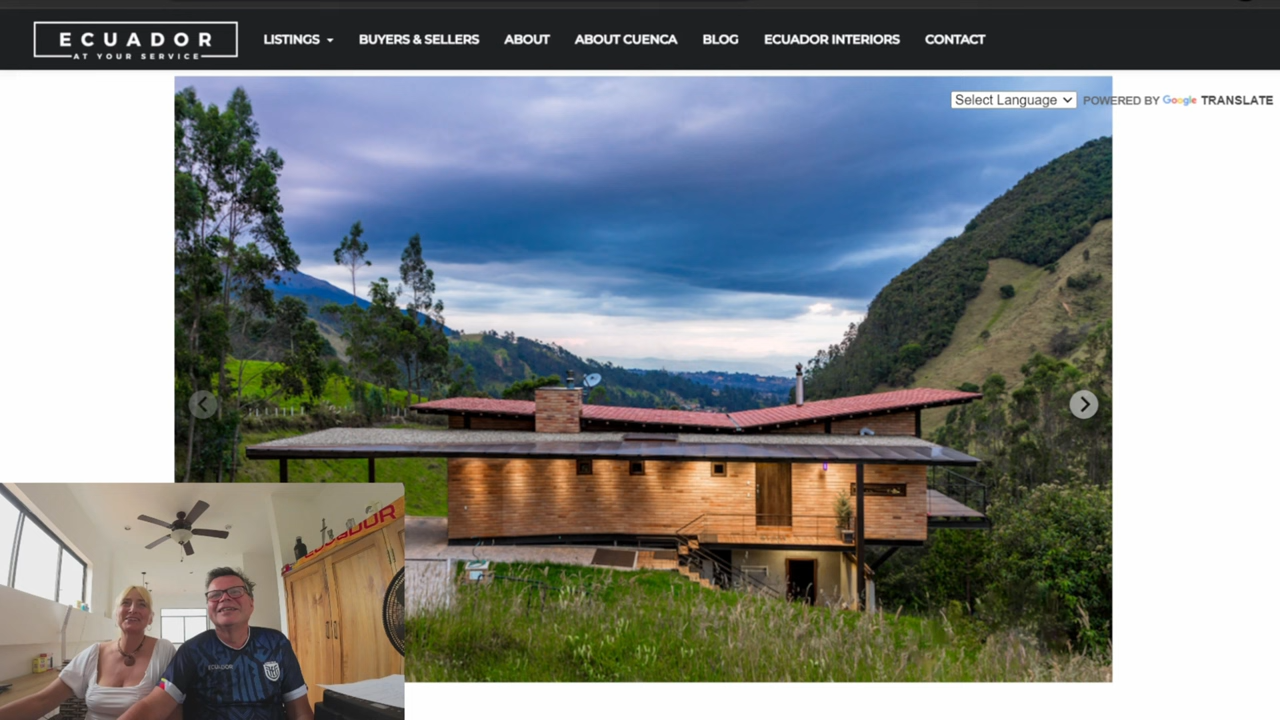 ECUADOR
AT YOUR SERVICE
LISTINGS BUYERS & SELLERS ABOUT ABOUT CUENCA BLOG ECUADOR INTERIORS CONTACT
Select Language POWERED BY Google TRANSLATE
ECUADOR
ECUADOR